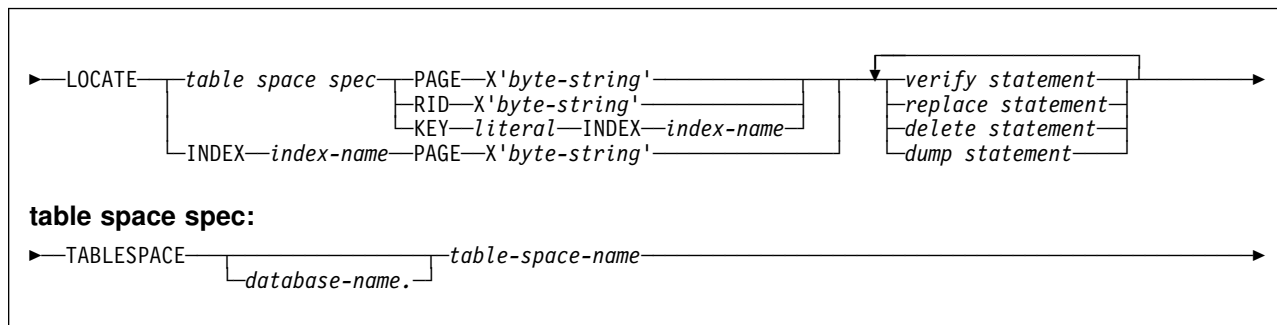 LOCATE table space spec PAGE X'byte-string' verify statement
RID X'byte-string' replace statement
KEY literal INDEX index-name delete statement
INDEX index-name PAGE X'byte-string' dump statement
table space spec:
TABLESPACE table-space-name
database-name.